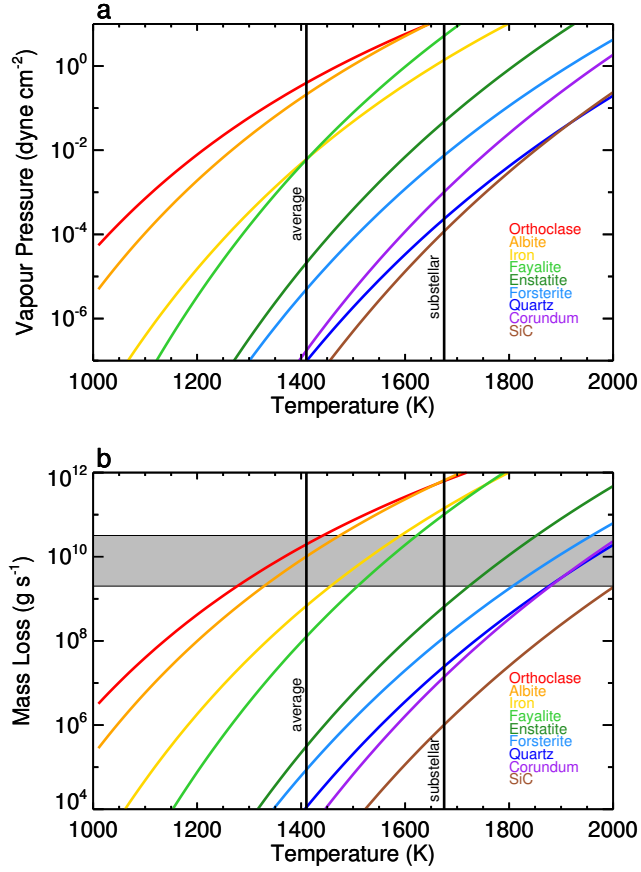 a
Vapour Pressure (dyne cm⁻²)
10⁰
10⁻²
10⁻⁴
10⁻⁶
average
substellar
Orthoclase
Albite
Iron
Fayalite
Enstatite
Forsterite
Quartz
Corundum
SiC
1000 1200 1400 1600 1800 2000
Temperature (K)
b
Mass Loss (g s⁻¹)
10¹²
10¹⁰
10⁸
10⁶
10⁴
average
substellar
Orthoclase
Albite
Iron
Fayalite
Enstatite
Forsterite
Quartz
Corundum
SiC
1000 1200 1400 1600 1800 2000
Temperature (K)